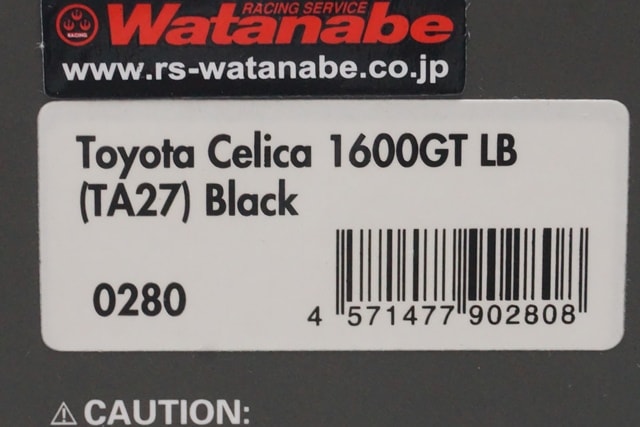 RACING SERVICE
RACING
Watanabe
www.rs-watanabe.co.jp
Toyota Celica 1600GT LB
(TA27) Black
0280
4 571477 902808
⚠ CAUTION: